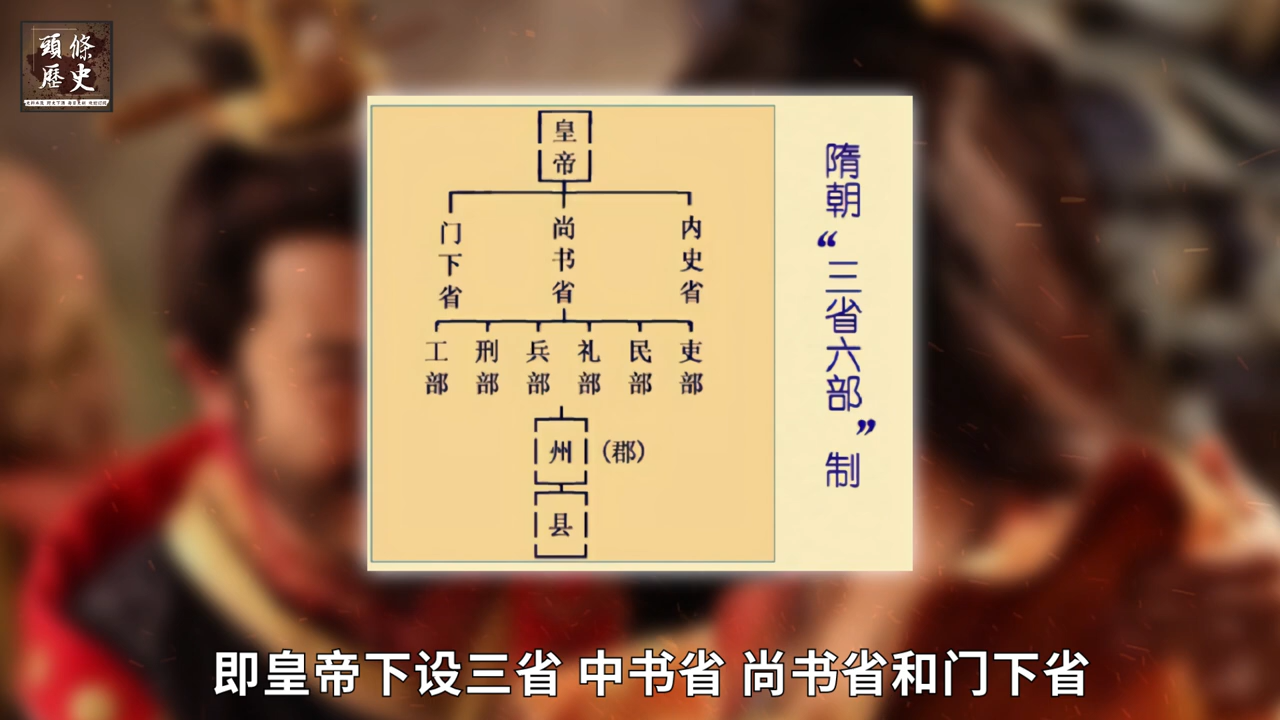 頭條
歷史
皇帝
门下省
尚书省
内史省
工部
刑部
兵部
礼部
民部
吏部
州
(郡)
县
隋朝“三省六部”制
即皇帝下设三省 中书省 尚书省和门下省